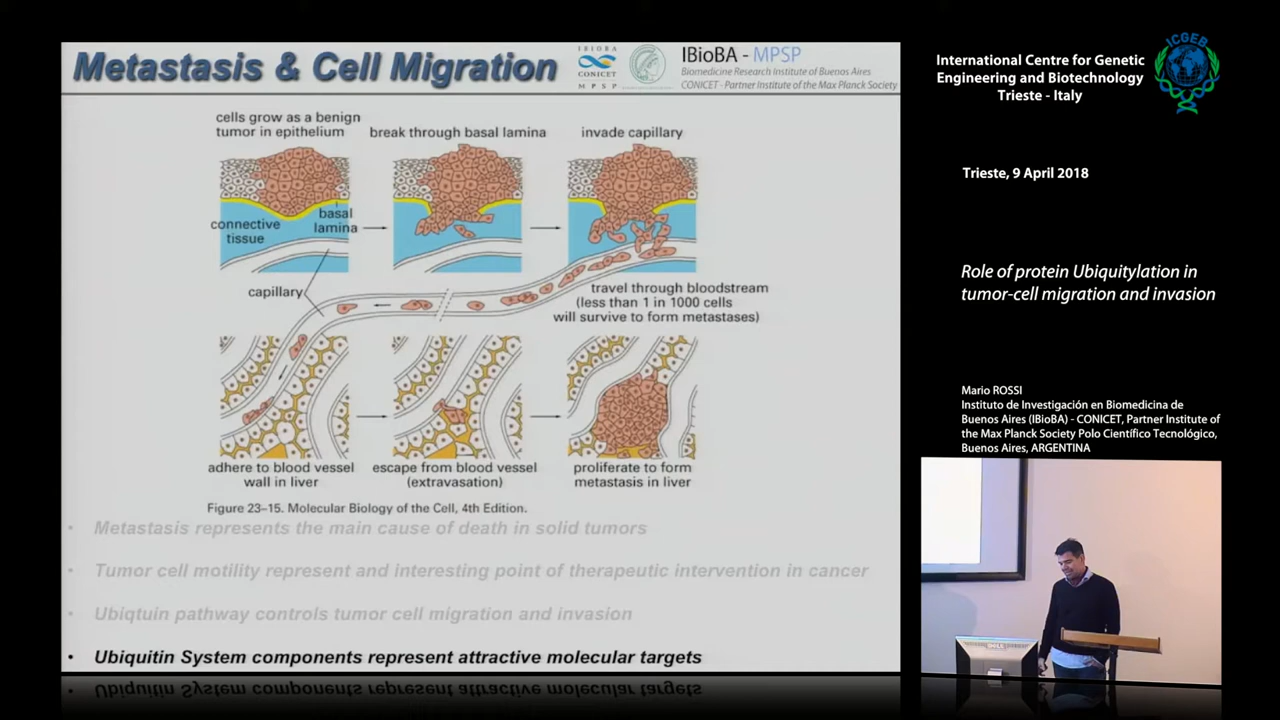 Metastasis & Cell Migration
IBIOBA
CONICET
MPSP
IBioBA - MPSP
Biomedicine Research Institute of Buenos Aires
CONICET - Partner Institute of the Max Planck Society
cells grow as a benign
tumor in epithelium
break through basal lamina
invade capillary
connective
tissue
basal
lamina
capillary
travel through bloodstream
(less than 1 in 1000 cells
will survive to form metastases)
adhere to blood vessel
wall in liver
escape from blood vessel
(extravasation)
proliferate to form
metastasis in liver
Figure 23–15. Molecular Biology of the Cell, 4th Edition.
• Metastasis represents the main cause of death in solid tumors
• Tumor cell motility represent and interesting point of therapeutic intervention in cancer
• Ubiqtuin pathway controls tumor cell migration and invasion
• Ubiquitin System components represent attractive molecular targets
International Centre for Genetic
Engineering and Biotechnology
Trieste - Italy
ICGEB
Trieste, 9 April 2018
Role of protein Ubiquitylation in
tumor-cell migration and invasion
Mario ROSSI
Instituto de Investigación en Biomedicina de
Buenos Aires (IBioBA) - CONICET, Partner Institute of
the Max Planck Society Polo Científico Tecnológico,
Buenos Aires, ARGENTINA